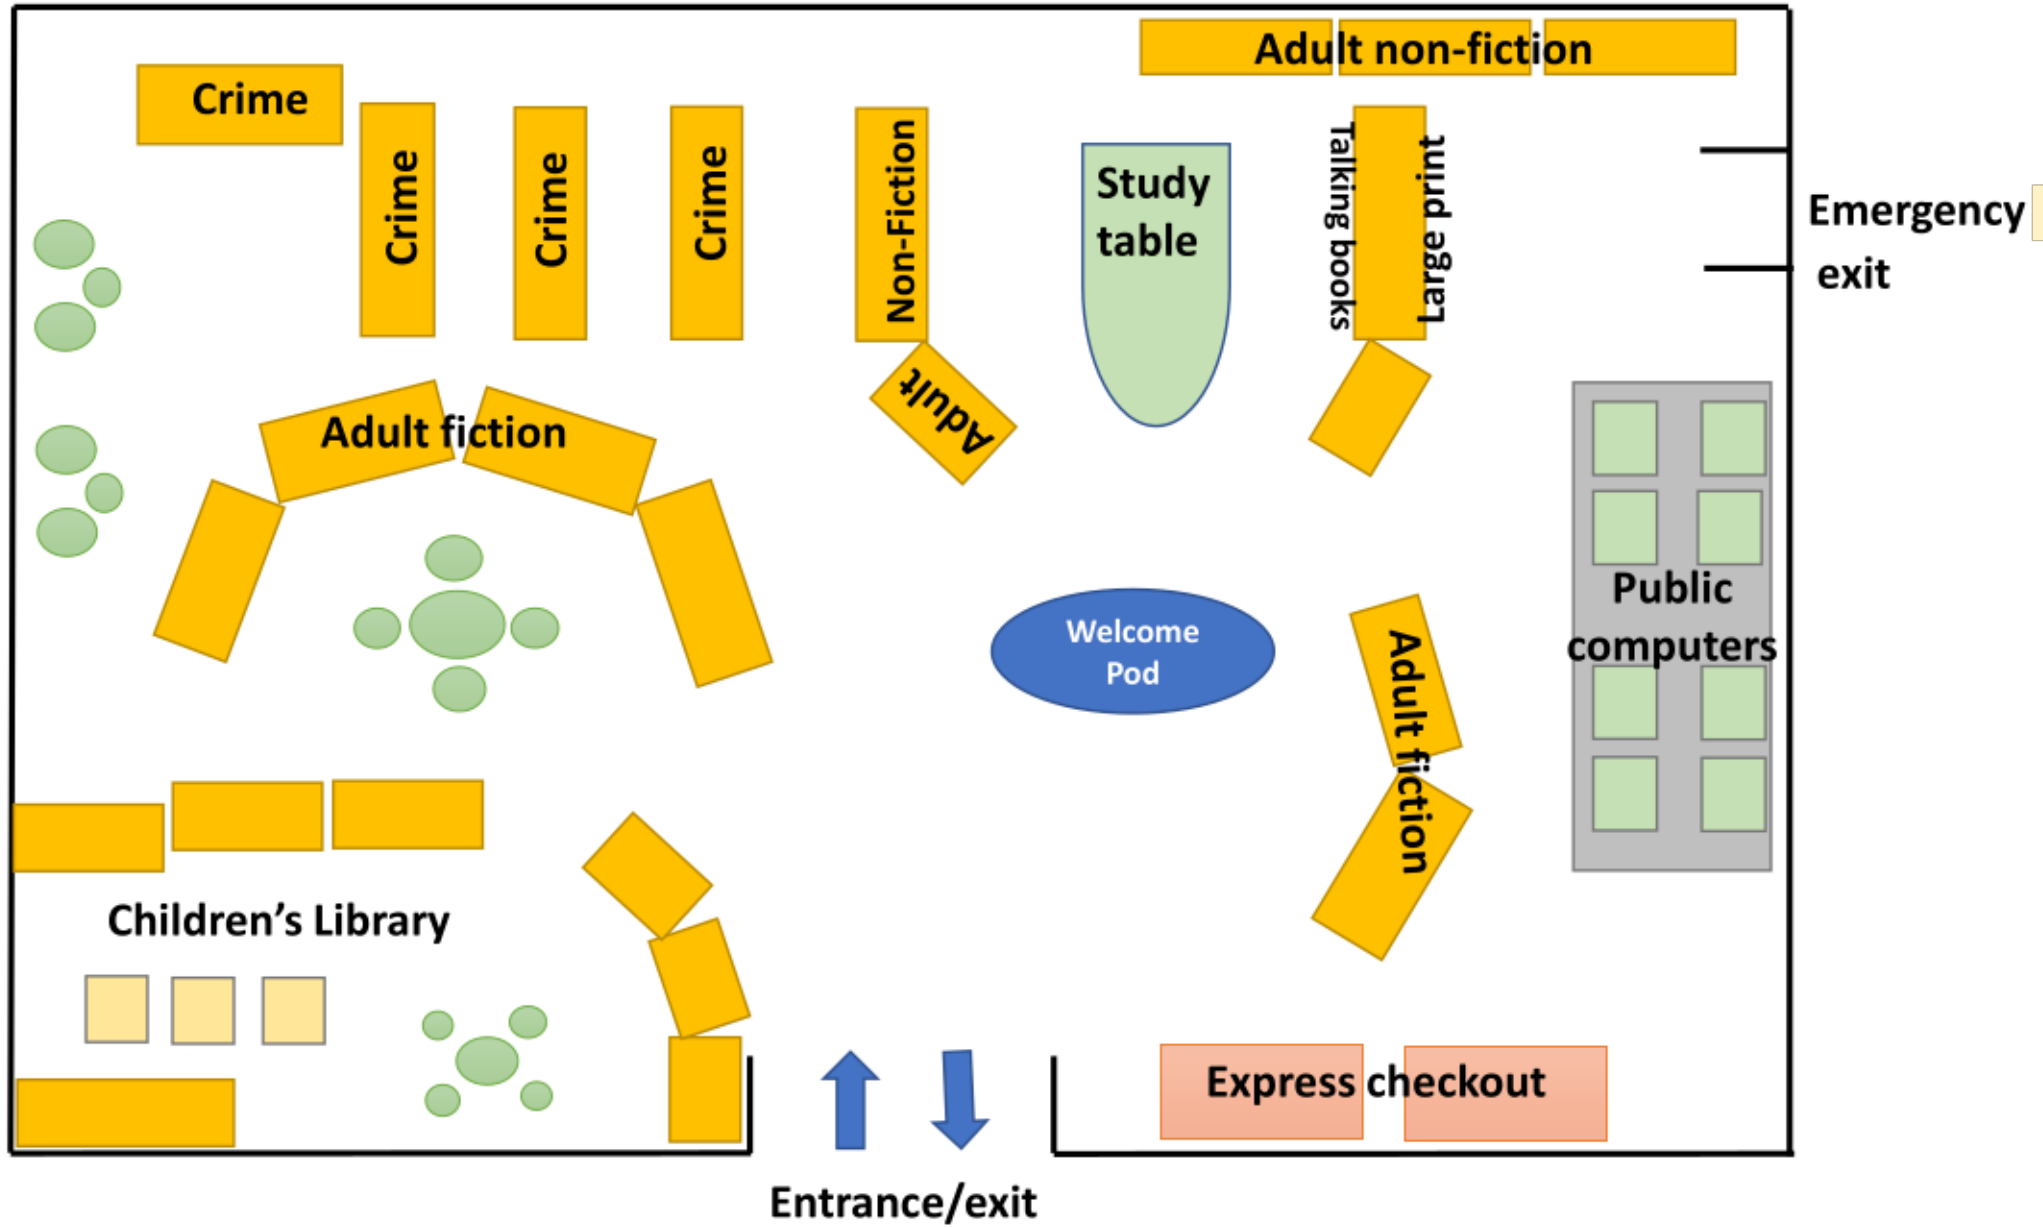 Adult non-fiction
Crime
Crime
Crime
Crime
Non-Fiction
Adult
Study
table
Talking books
Large print
Emergency
exit
Adult fiction
Public
computers
Welcome
Pod
Adult fiction
Children's Library
Express checkout
Entrance/exit